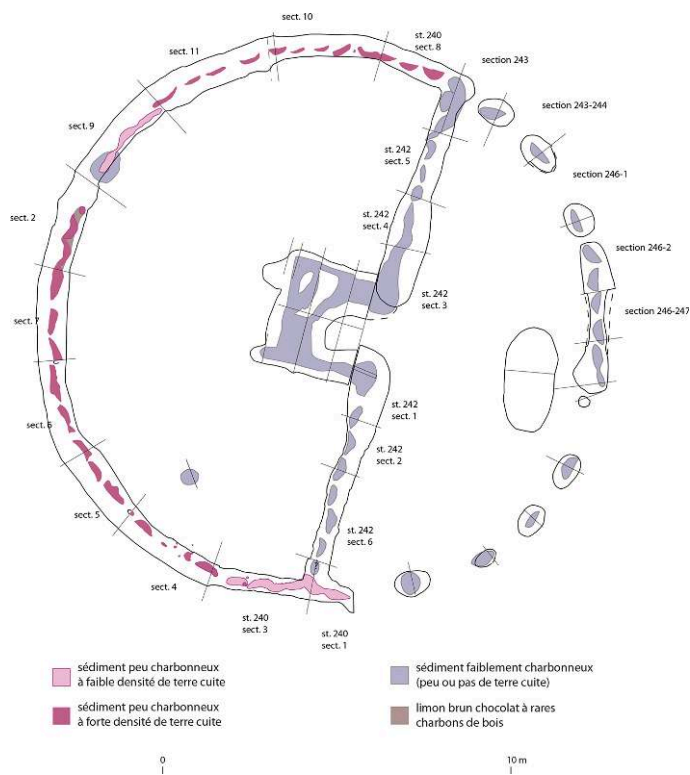 sect. 10
sect. 11
st. 240
sect. 8
section 243
section 243-244
sect. 9
st. 242
sect. 5
section 246-1
sect. 2
st. 242
sect. 4
section 246-2
st. 242
sect. 3
section 246-247
sect. 7
st. 242
sect. 1
sect. 6
st. 242
sect. 2
sect. 5
st. 242
sect. 6
?
sect. 4
st. 240
sect. 3
st. 240
sect. 1
sédiment peu charbonneux
à faible densité de terre cuite
sédiment peu charbonneux
à forte densité de terre cuite
sédiment faiblement charbonneux
(peu ou pas de terre cuite)
limon brun chocolat à rares
charbons de bois
0
10 m